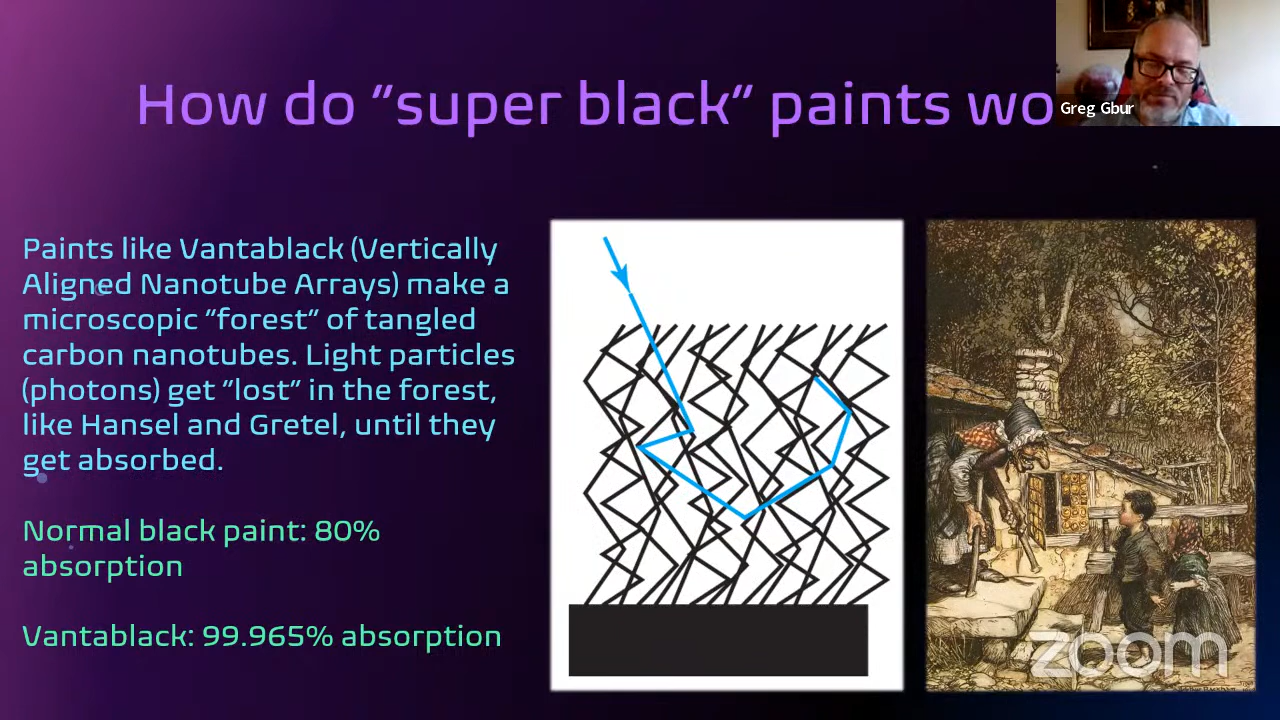 How do “super black” paints wo
Greg Gbur
Paints like Vantablack (Vertically
Aligned Nanotube Arrays) make a
microscopic “forest” of tangled
carbon nanotubes. Light particles
(photons) get “lost” in the forest,
like Hansel and Gretel, until they
get absorbed.
Normal black paint: 80%
absorption
Vantablack: 99.965% absorption
zoom